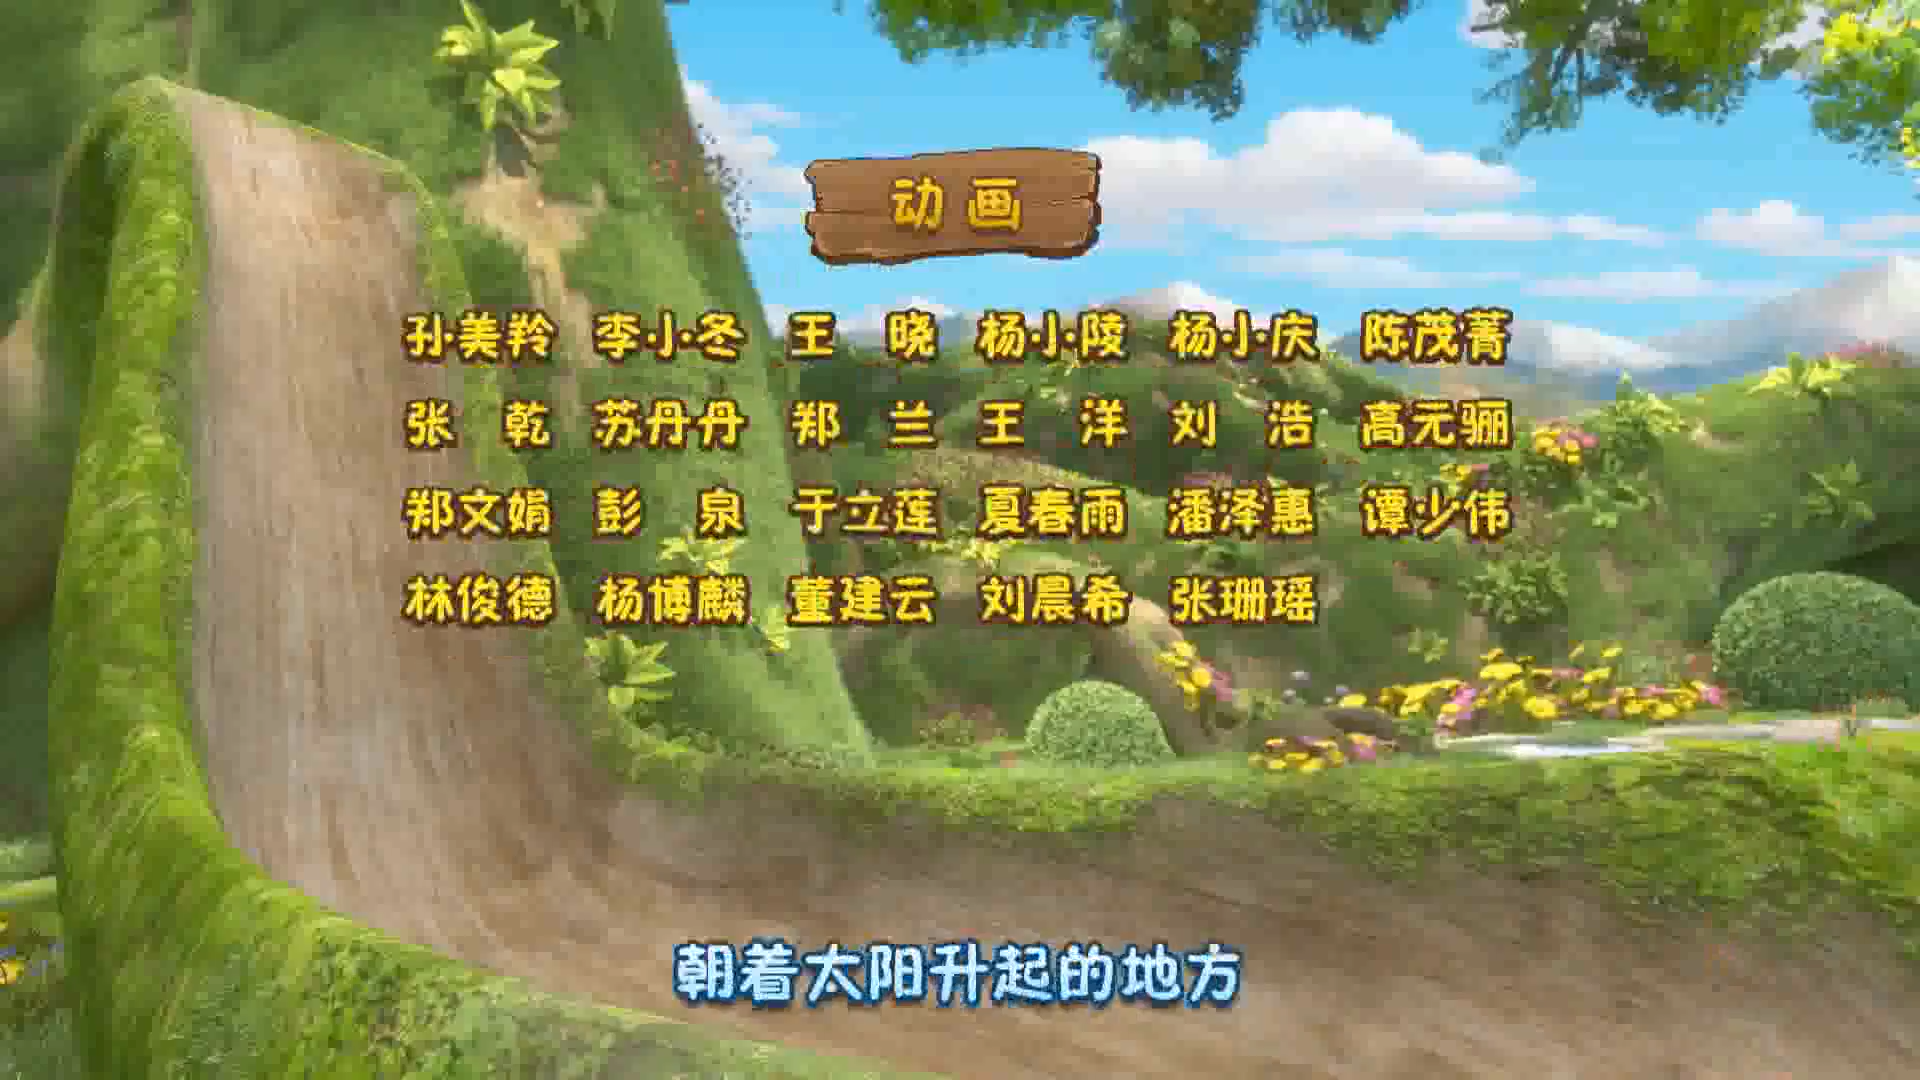 动画
孙美羚 李小冬 王 晓 杨小陵 杨小庆 陈茂菁
张 乾 苏丹丹 郑 兰 王 洋 刘 浩 高元骊
郑文娟 彭 泉 于立莲 夏春雨 潘泽惠 谭少伟
林俊德 杨博麟 董建云 刘晨希 张珊瑶
朝着太阳升起的地方